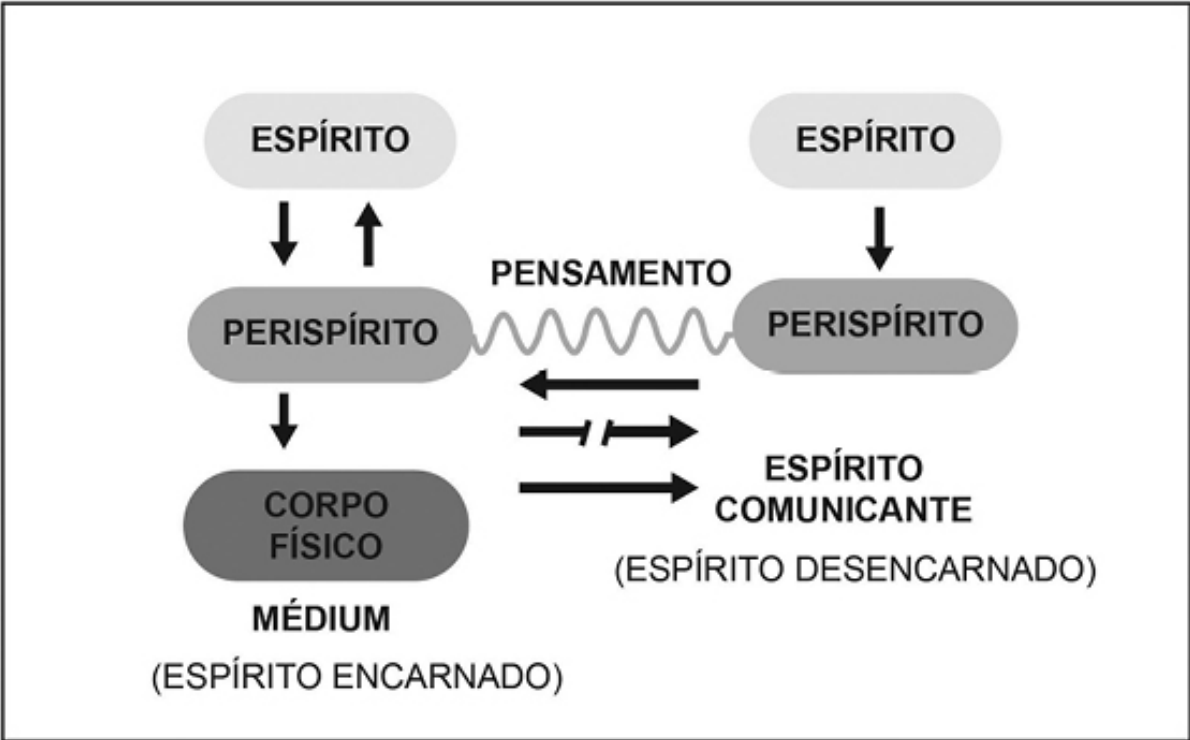 ESPÍRITO
ESPÍRITO
PENSAMENTO
PERISPÍRITO
PERISPÍRITO
CORPO
FÍSICO
MÉDIUM
(ESPÍRITO ENCARNADO)
ESPÍRITO
COMUNICANTE
(ESPÍRITO DESENCARNADO)